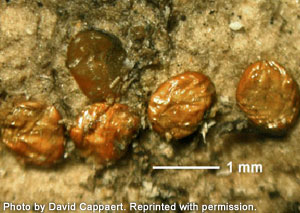 1 mm
Photo by David Cappaert. Reprinted with permission.